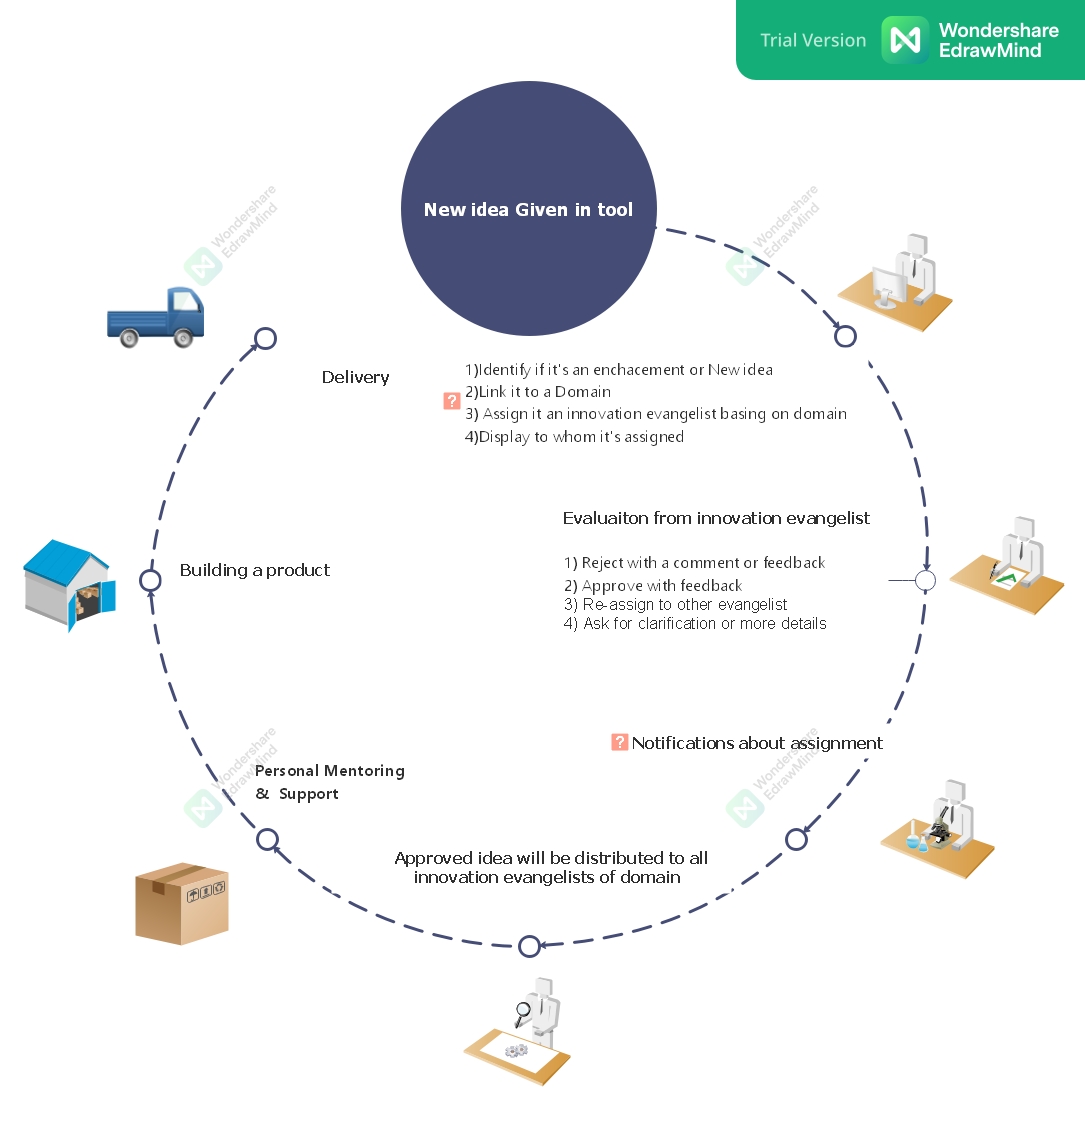 Trial Version
Wondershare
EdrawMind
New idea Given in tool
Wondershare
EdrawMind
Wondershare
EdrawMind
Delivery
1)Identify if it's an enchacement or New idea
2)Link it to a Domain
?
3) Assign it an innovation evangelist basing on domain
4)Display to whom it's assigned
Evaluaiton from innovation evangelist
1) Reject with a comment or feedback
2) Approve with feedback
3) Re-assign to other evangelist
4) Ask for clarification or more details
Building a product
? Notifications about assignment
Wondershare
EdrawMind
Wondershare
EdrawMind
Personal Mentoring
& Support
Approved idea will be distributed to all
innovation evangelists of domain